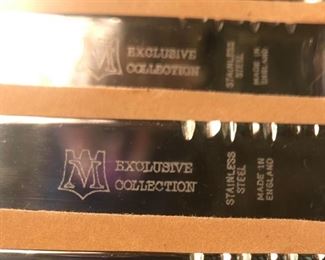 EXCLUSIVE
COLLECTION
STAINLESS
STEEL
MADE IN
ENGLAND
M EXCLUSIVE
COLLECTION
STAINLESS
STEEL
MADE IN
ENGLAND